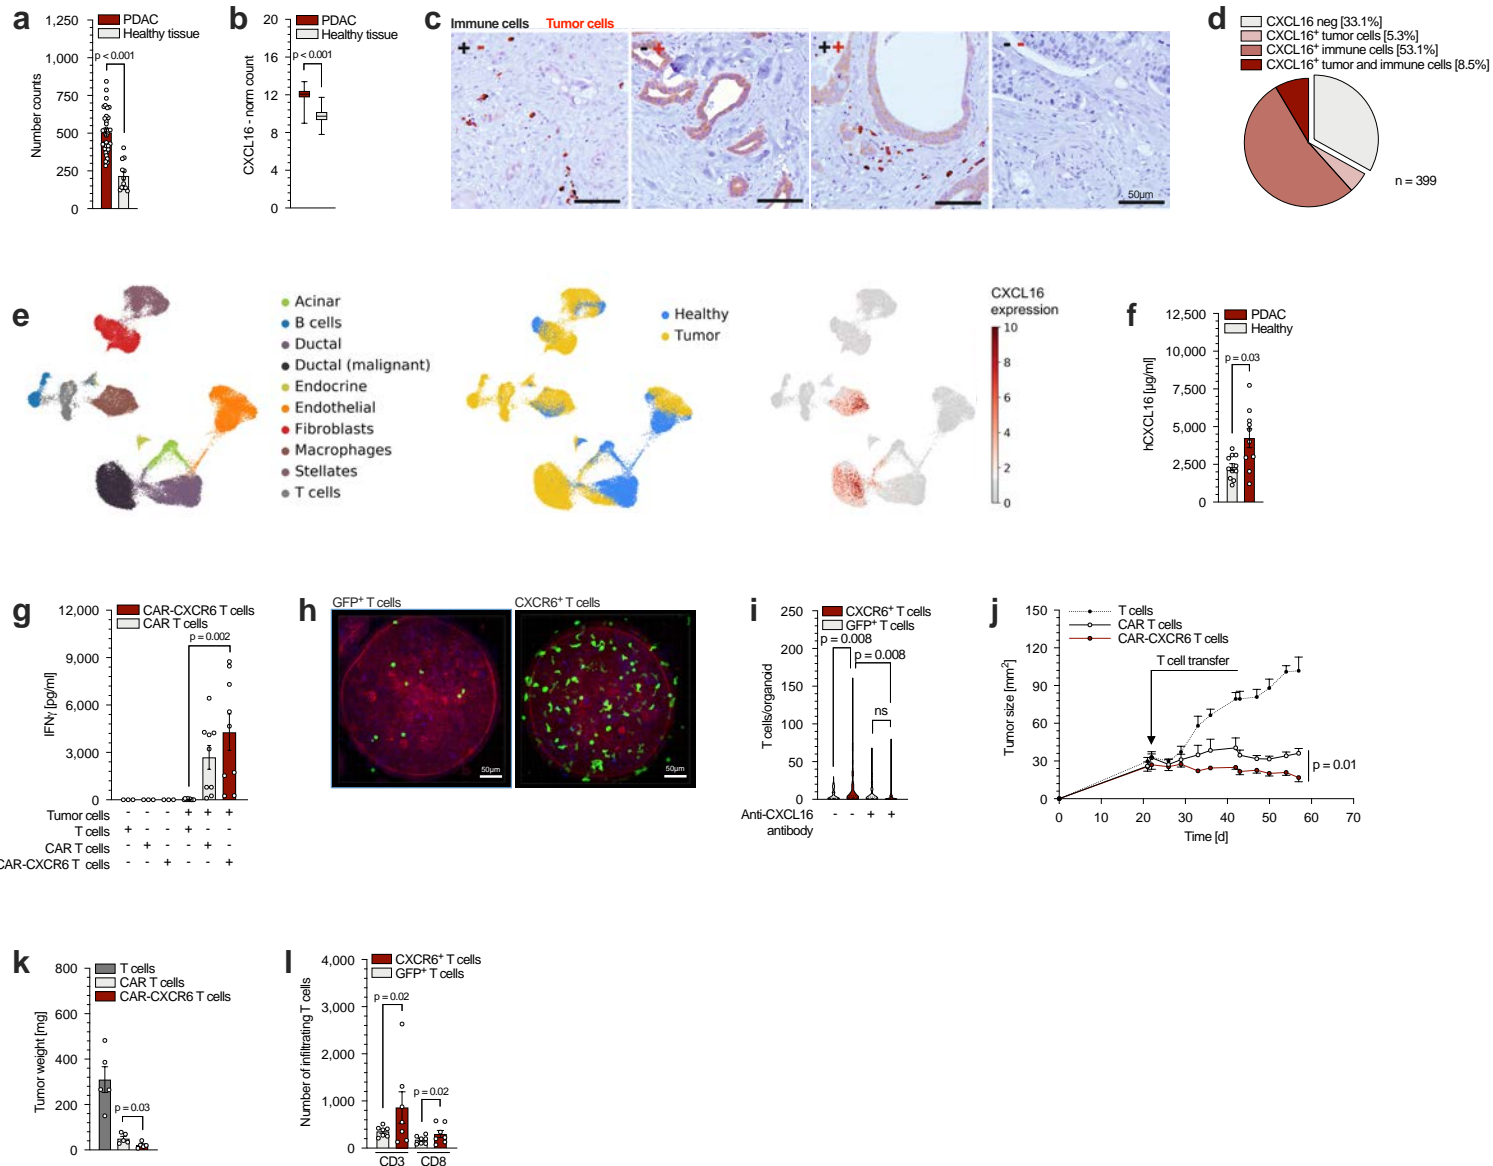 a
1,250
1,000
750
500
250
0
Number counts
PDAC
Healthy tissue
p < 0.001
b
20
16
12
8
4
0
CXCL16 - norm count
PDAC
Healthy tissue
p < 0.001
c
Immune cells Tumor cells
+ -
- +
+ +
- -
50µm
d
CXCL16 neg [33.1%]
CXCL16⁺ tumor cells [5.3%]
CXCL16⁺ immune cells [53.1%]
CXCL16⁺ tumor and immune cells [8.5%]
n = 399
e
Acinar
B cells
Ductal
Ductal (malignant)
Endocrine
Endothelial
Fibroblasts
Macrophages
Stellates
T cells
Healthy
Tumor
CXCL16
expression
10
8
6
4
2
0
f
12,500
10,000
7,500
5,000
2,500
0
hCXCL16 [µg/ml]
PDAC
Healthy
p = 0.03
g
12,000
9,000
6,000
3,000
0
IFNγ [pg/ml]
CAR-CXCR6 T cells
CAR T cells
p = 0.002
Tumor cells - - - + + +
T cells + - - + - -
CAR T cells - + - - + -
CAR-CXCR6 T cells - - + - - +
h
GFP⁺ T cells
CXCR6⁺ T cells
50µm
50µm
i
250
200
150
100
50
0
T cells/organoid
CXCR6⁺ T cells
GFP⁺ T cells
p = 0.008
p = 0.008
ns
Anti-CXCL16 - - + +
antibody
j
150
120
90
60
30
0
Tumor size [mm²]
T cells
CAR T cells
CAR-CXCR6 T cells
T cell transfer
p = 0.01
0 10 20 30 40 50 60 70
Time [d]
k
800
600
400
200
0
Tumor weight [mg]
T cells
CAR T cells
CAR-CXCR6 T cells
p = 0.03
l
4,000
3,000
2,000
1,000
0
Number of infiltrating T cells
CXCR6⁺ T cells
GFP⁺ T cells
p = 0.02
p = 0.02
CD3 CD8